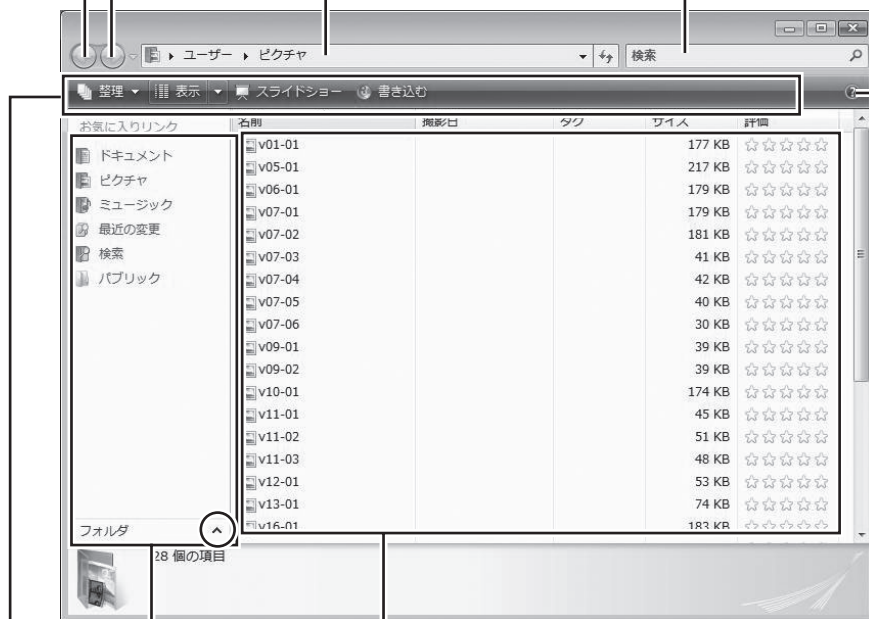 ユーザー ピクチャ 検索
整理 表示 スライドショー 書き込む
お気に入りリンク 名前 撮影日 タグ サイズ 評価
ドキュメント
ピクチャ
ミュージック
最近の変更
検索
パブリック
v01-01 177 KB
v05-01 217 KB
v06-01 179 KB
v07-01 179 KB
v07-02 181 KB
v07-03 41 KB
v07-04 42 KB
v07-05 40 KB
v07-06 30 KB
v09-01 39 KB
v09-02 39 KB
v10-01 174 KB
v11-01 45 KB
v11-02 51 KB
v11-03 48 KB
v12-01 53 KB
v13-01 74 KB
v16-01 183 KB
フォルダ
28 個の項目